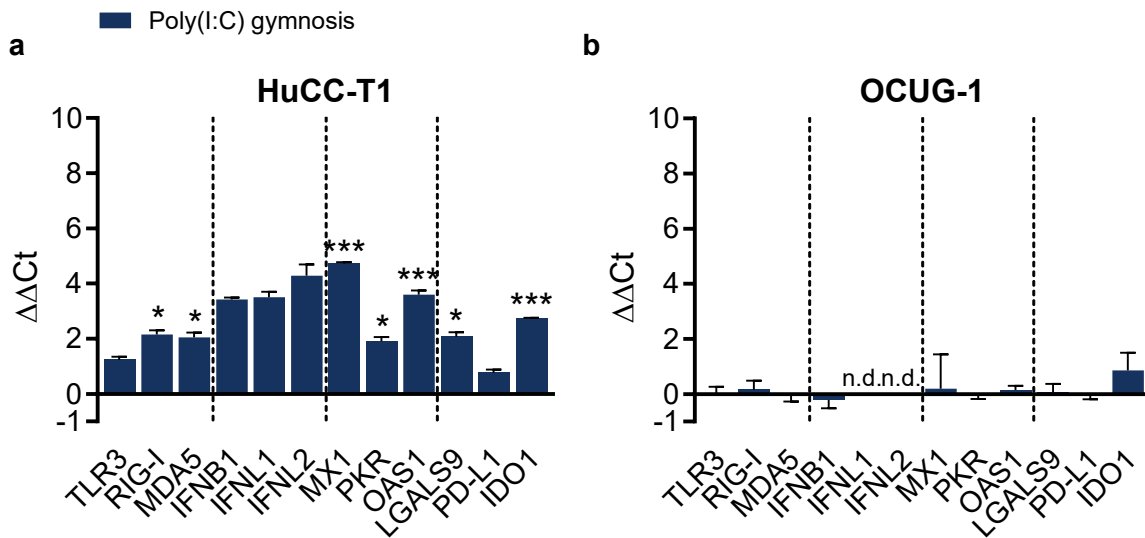 Poly(I:C) gymnosis
a
HuCC-T1
ΔΔCt
10
8
6
4
2
0
-1
*
*
***
*
***
*
***
TLR3
RIG-I
MDA5
IFNB1
IFNL1
IFNL2
MX1
PKR
OAS1
LGALS9
PD-L1
IDO1
b
OCUG-1
ΔΔCt
10
8
6
4
2
0
-1
n.d.n.d.
TLR3
RIG-I
MDA5
IFNB1
IFNL1
IFNL2
MX1
PKR
OAS1
LGALS9
PD-L1
IDO1